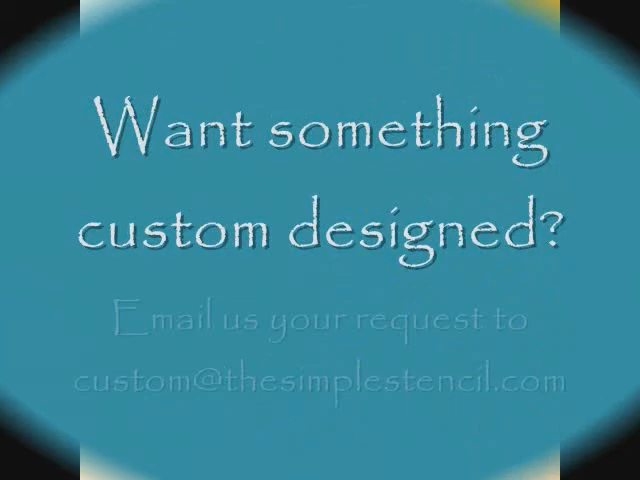 Want something
custom designed?
Email us your request to
custom@thesimplestencil.com